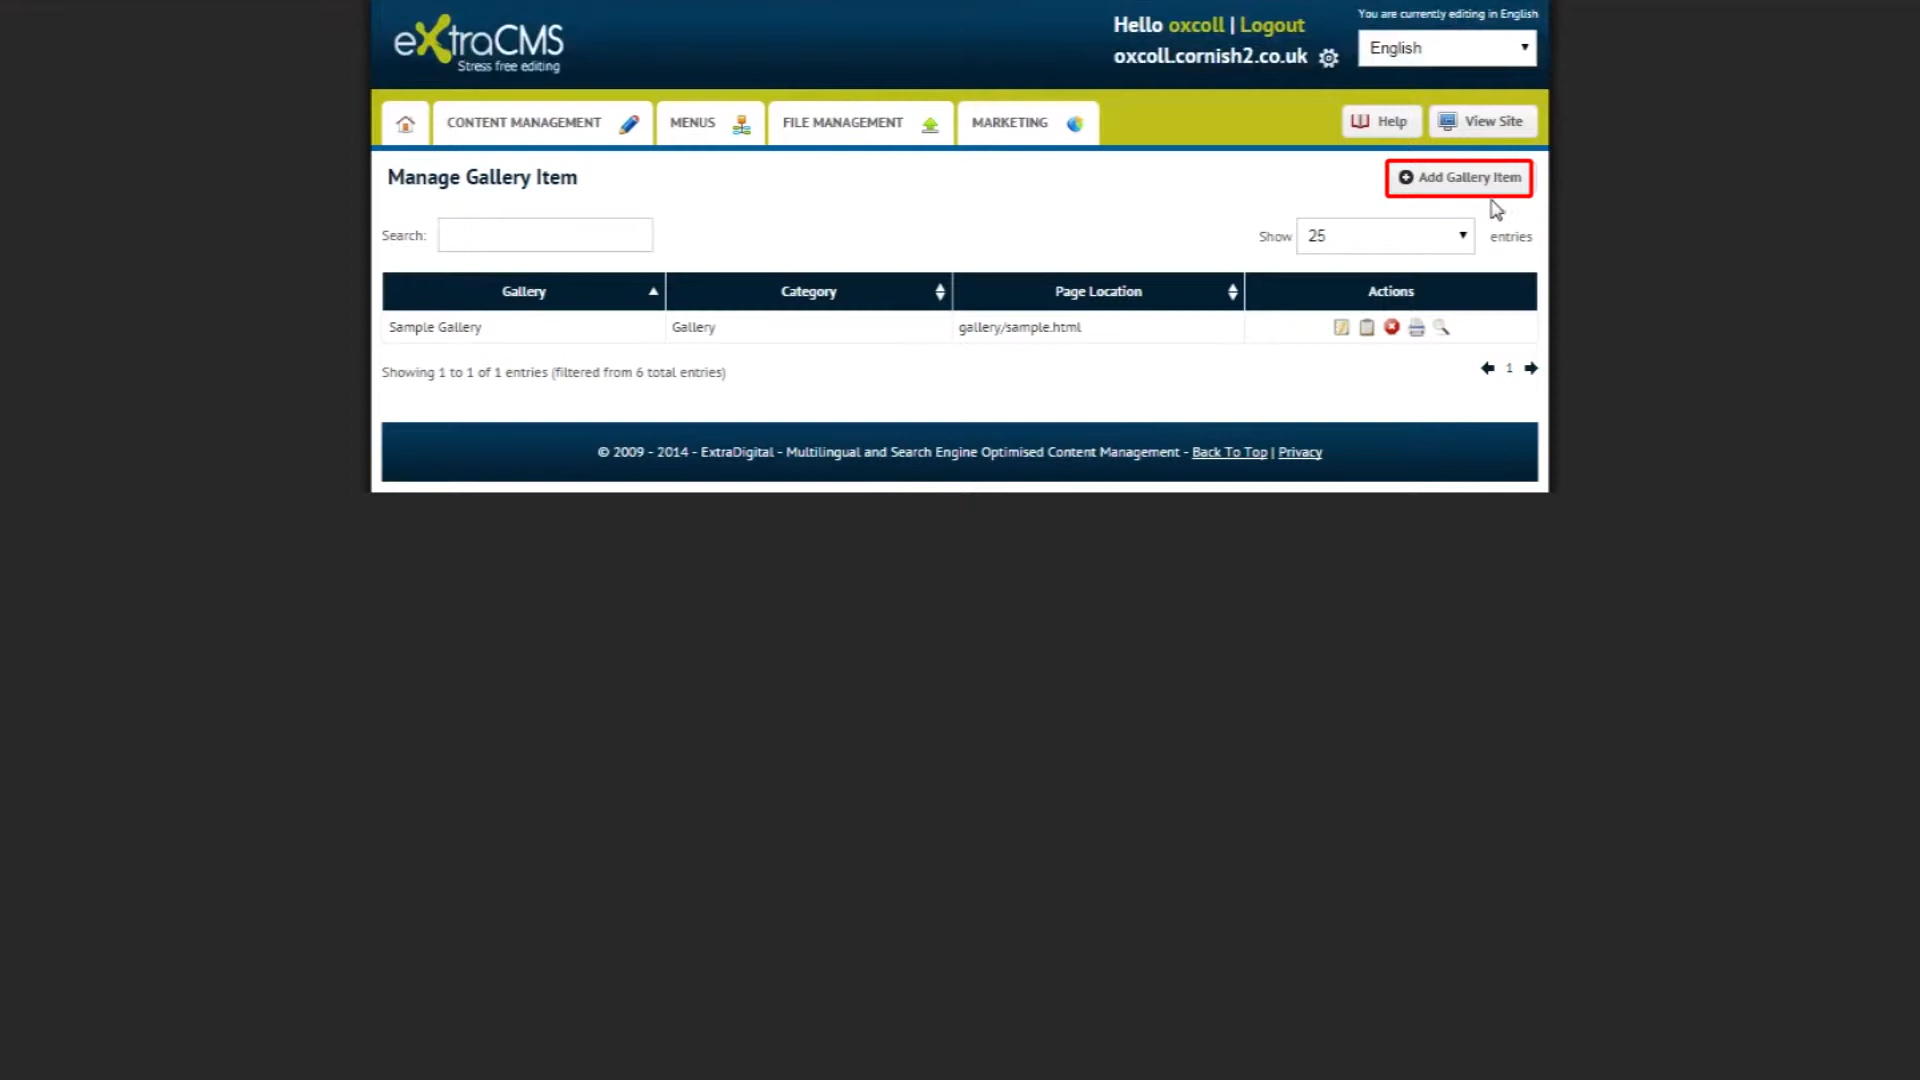 eXtraCMS
Stress free editing
Hello oxcoll | Logout
oxcoll.cornish2.co.uk
You are currently editing in English
English
CONTENT MANAGEMENT
MENUS
FILE MANAGEMENT
MARKETING
Help
View Site
Manage Gallery Item
Add Gallery Item
Search:
Show 25 entries
Gallery Category Page Location Actions
Sample Gallery Gallery gallery/sample.html
Showing 1 to 1 of 1 entries (filtered from 6 total entries)
1
© 2009 - 2014 - ExtraDigital - Multilingual and Search Engine Optimised Content Management - Back To Top | Privacy